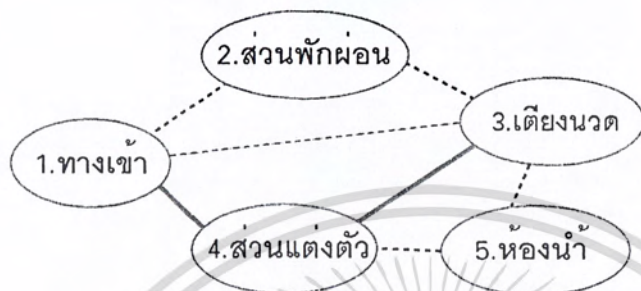 2.ส่วนพักผ่อน
3.เตียงนวด
1.ทางเข้า
4.ส่วนแต่งตัว
5.ห้องน้ำ